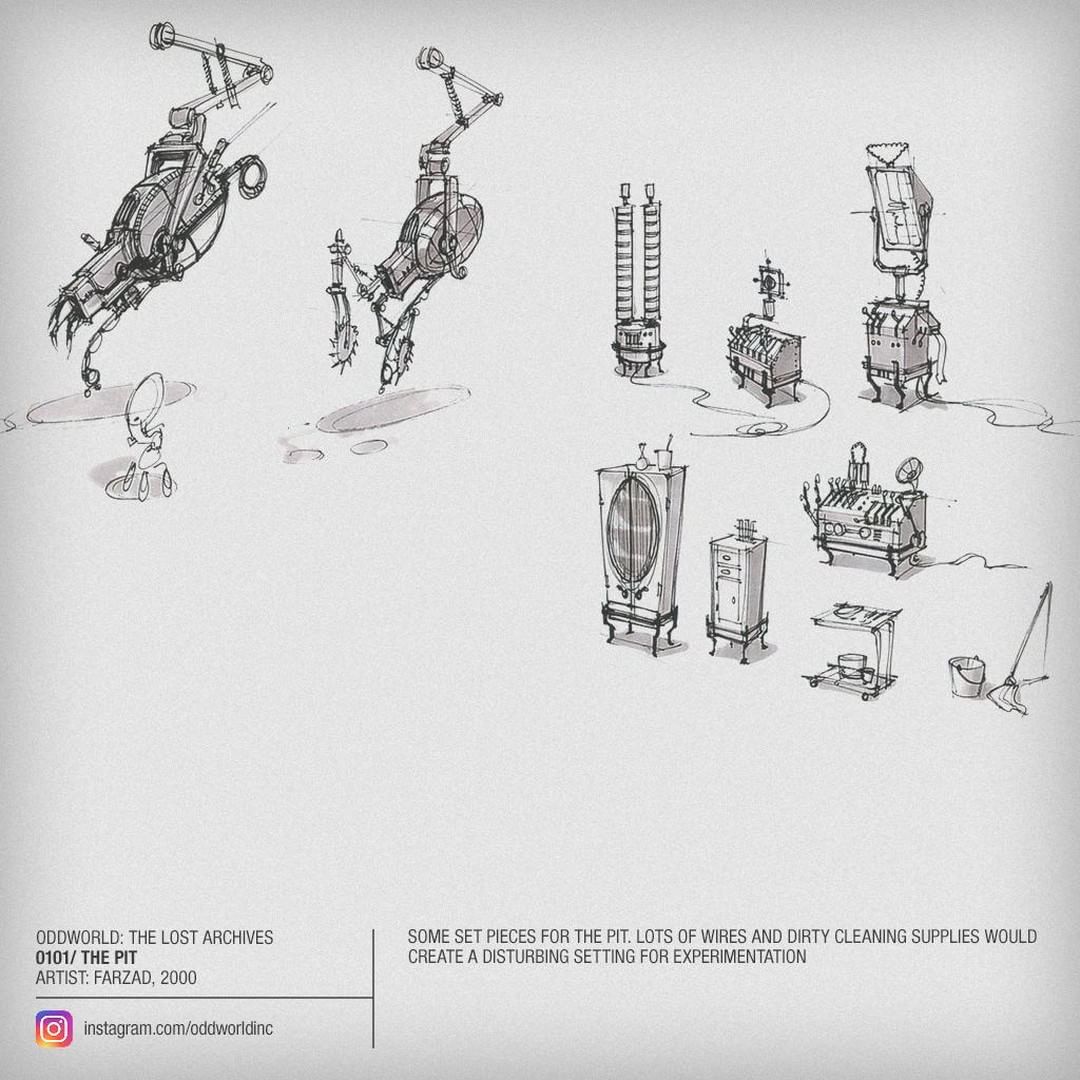 ODDWORLD: THE LOST ARCHIVES
0101/ THE PIT
ARTIST: FARZAD, 2000
instagram.com/oddworldinc
SOME SET PIECES FOR THE PIT. LOTS OF WIRES AND DIRTY CLEANING SUPPLIES WOULD
CREATE A DISTURBING SETTING FOR EXPERIMENTATION